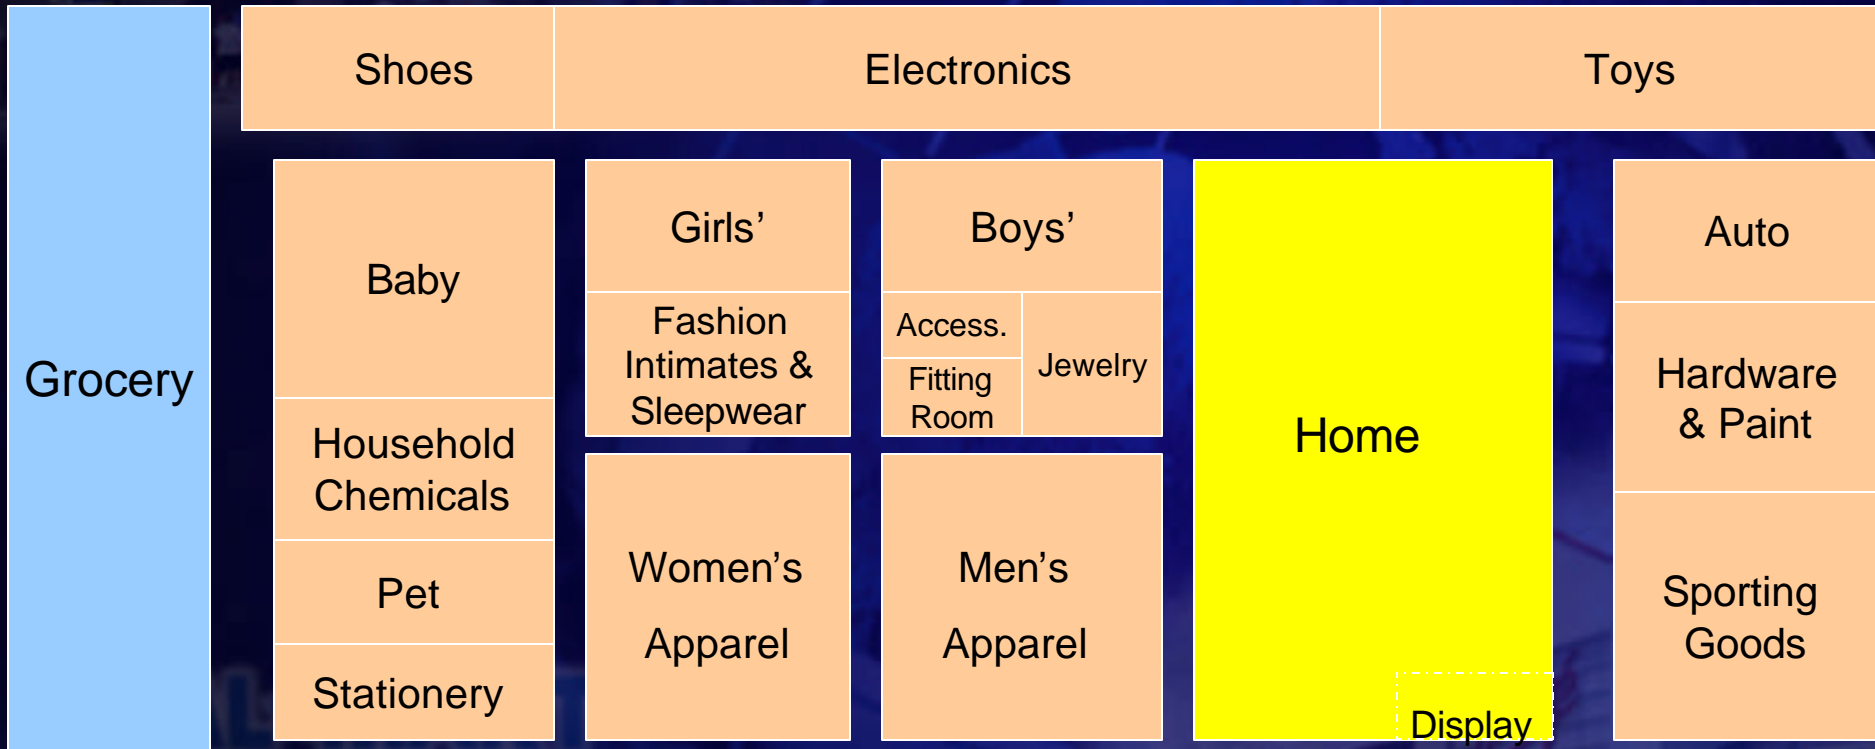 Grocery
Shoes
Electronics
Toys
Baby
Household
Chemicals
Pet
Stationery
Girls’
Fashion
Intimates &
Sleepwear
Women’s
Apparel
Boys’
Access.
Fitting
Room
Jewelry
Men’s
Apparel
Home
Display
Auto
Hardware
& Paint
Sporting
Goods